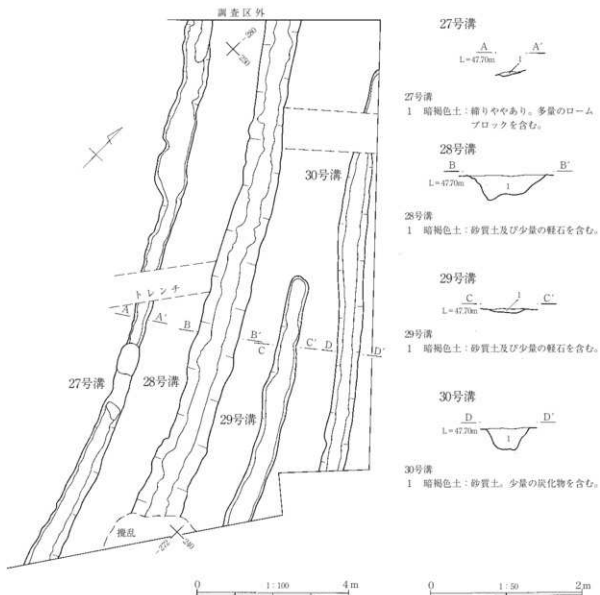 調査区外
-280
290
30号溝
トレンチ
A A'
B B'
C C'
D D'
27号溝
28号溝
29号溝
攪乱
0 1:100 4m
27号溝
A A'
L=47.70m 1
27号溝
1 暗褐色土：締りややあり。多量のローム
ブロックを含む。
28号溝
B B'
L=47.70m 1
28号溝
1 暗褐色土：砂質土及び少量の軽石を含む。
29号溝
C C'
L=47.70m 1
29号溝
1 暗褐色土：砂質土及び少量の軽石を含む。
30号溝
D D'
L=47.70m 1
30号溝
1 暗褐色土：砂質土。少量の炭化物を含む。
0 1:50 2m